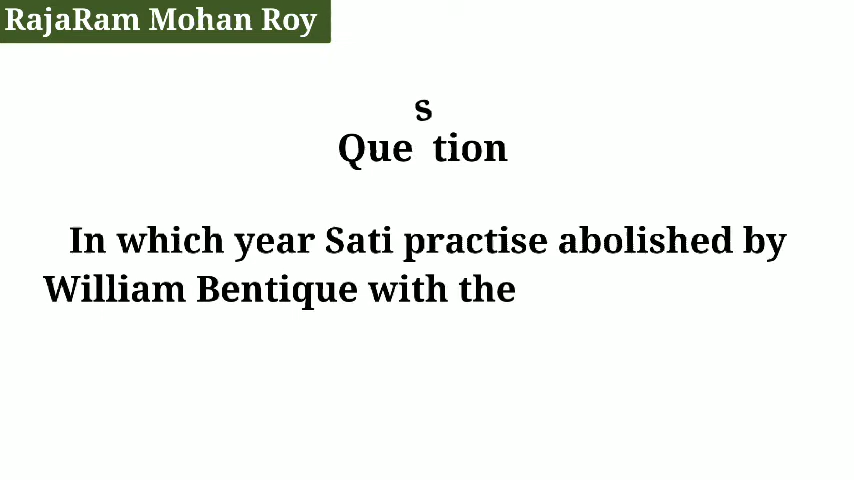 RajaRam Mohan Roy
s
Que tion
In which year Sati practise abolished by
William Bentique with the